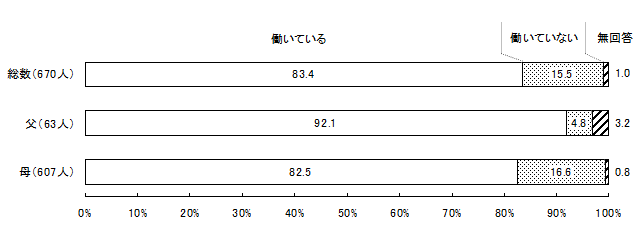 働いている 働いていない 無回答
総数(670人) 83.4 15.5 1.0
父(63人) 92.1 4.8 3.2
母(607人) 82.5 16.6 0.8
0% 10% 20% 30% 40% 50% 60% 70% 80% 90% 100%